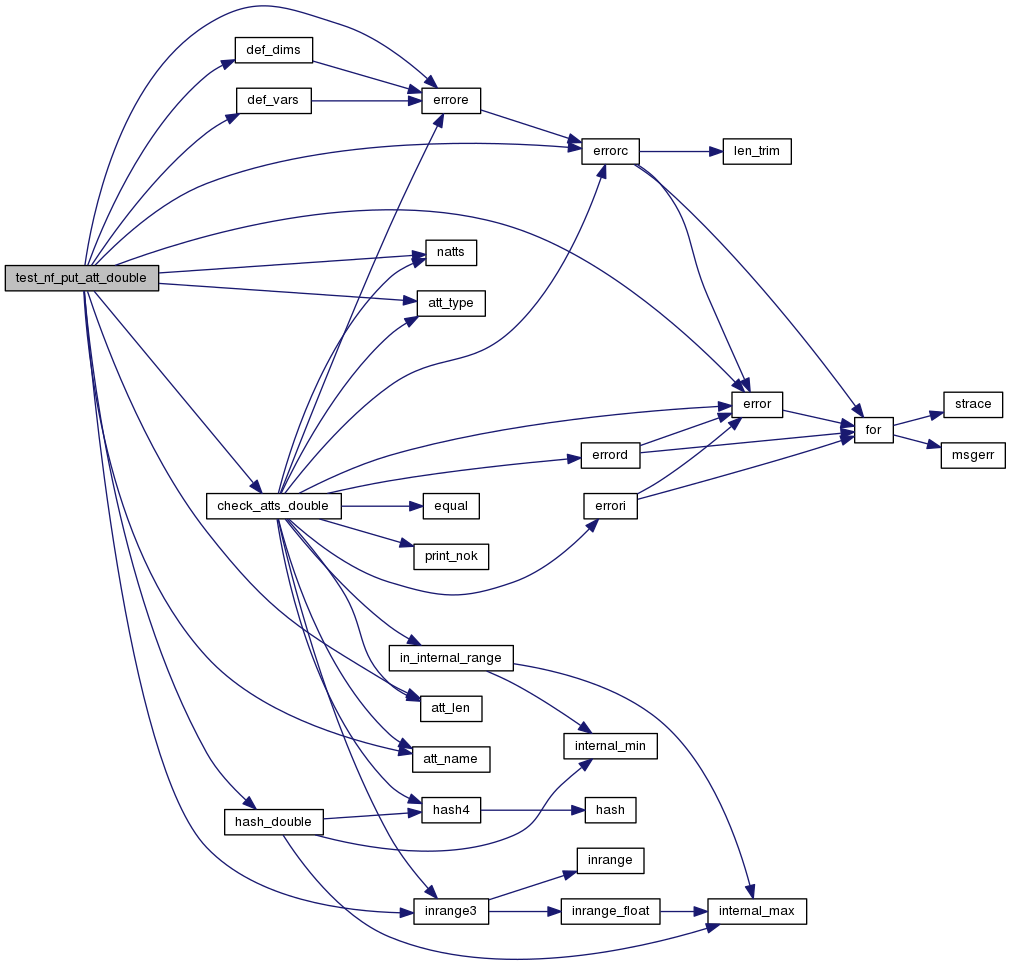 def_dims
def_vars
errore
errorc
len_trim
natts
test_nf_put_att_double
att_type
error
strace
for
errord
msgerr
check_atts_double
equal
errori
print_nok
in_internal_range
att_len
internal_min
att_name
hash4
hash
hash_double
inrange
inrange3
inrange_float
internal_max